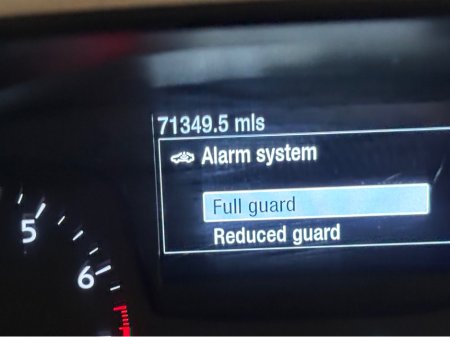 71349.5 mls
Alarm system
Full guard
Reduced guard
5
6